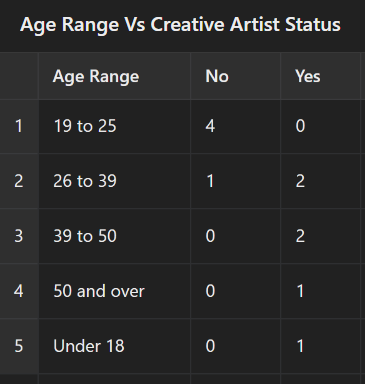 Age Range Vs Creative Artist Status
Age Range No Yes
1 19 to 25 4 0
2 26 to 39 1 2
3 39 to 50 0 2
4 50 and over 0 1
5 Under 18 0 1